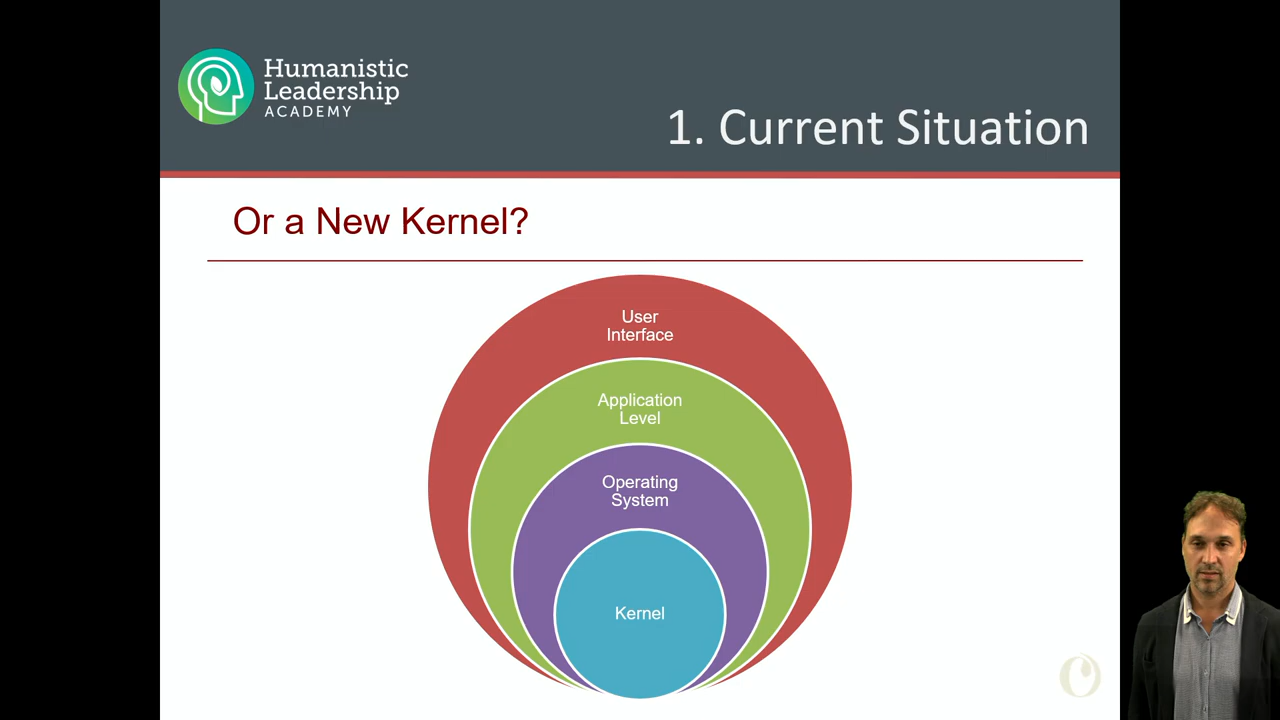 Humanistic
Leadership
ACADEMY
1. Current Situation
Or a New Kernel?
User
Interface
Application
Level
Operating
System
Kernel